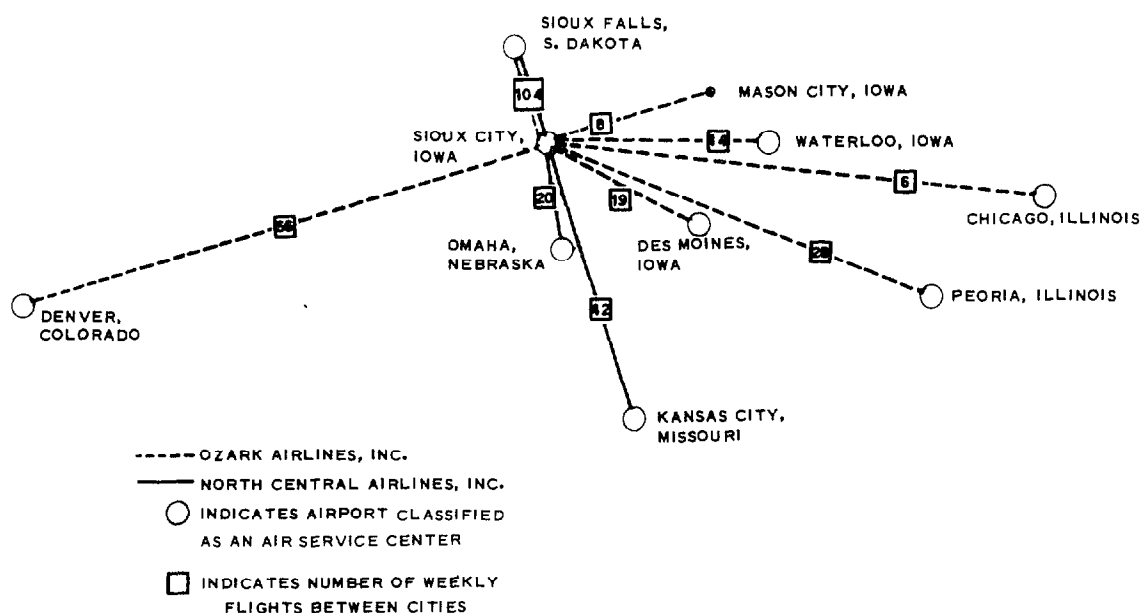 SIOUX FALLS,
S. DAKOTA
104
MASON CITY, IOWA
8
SIOUX CITY,
IOWA
WATERLOO, IOWA
6
20
19
CHICAGO, ILLINOIS
OMAHA,
NEBRASKA
DES MOINES,
IOWA
PEORIA, ILLINOIS
DENVER,
COLORADO
42
KANSAS CITY,
MISSOURI
OZARK AIRLINES, INC.
NORTH CENTRAL AIRLINES, INC.
INDICATES AIRPORT CLASSIFIED
AS AN AIR SERVICE CENTER
INDICATES NUMBER OF WEEKLY
FLIGHTS BETWEEN CITIES